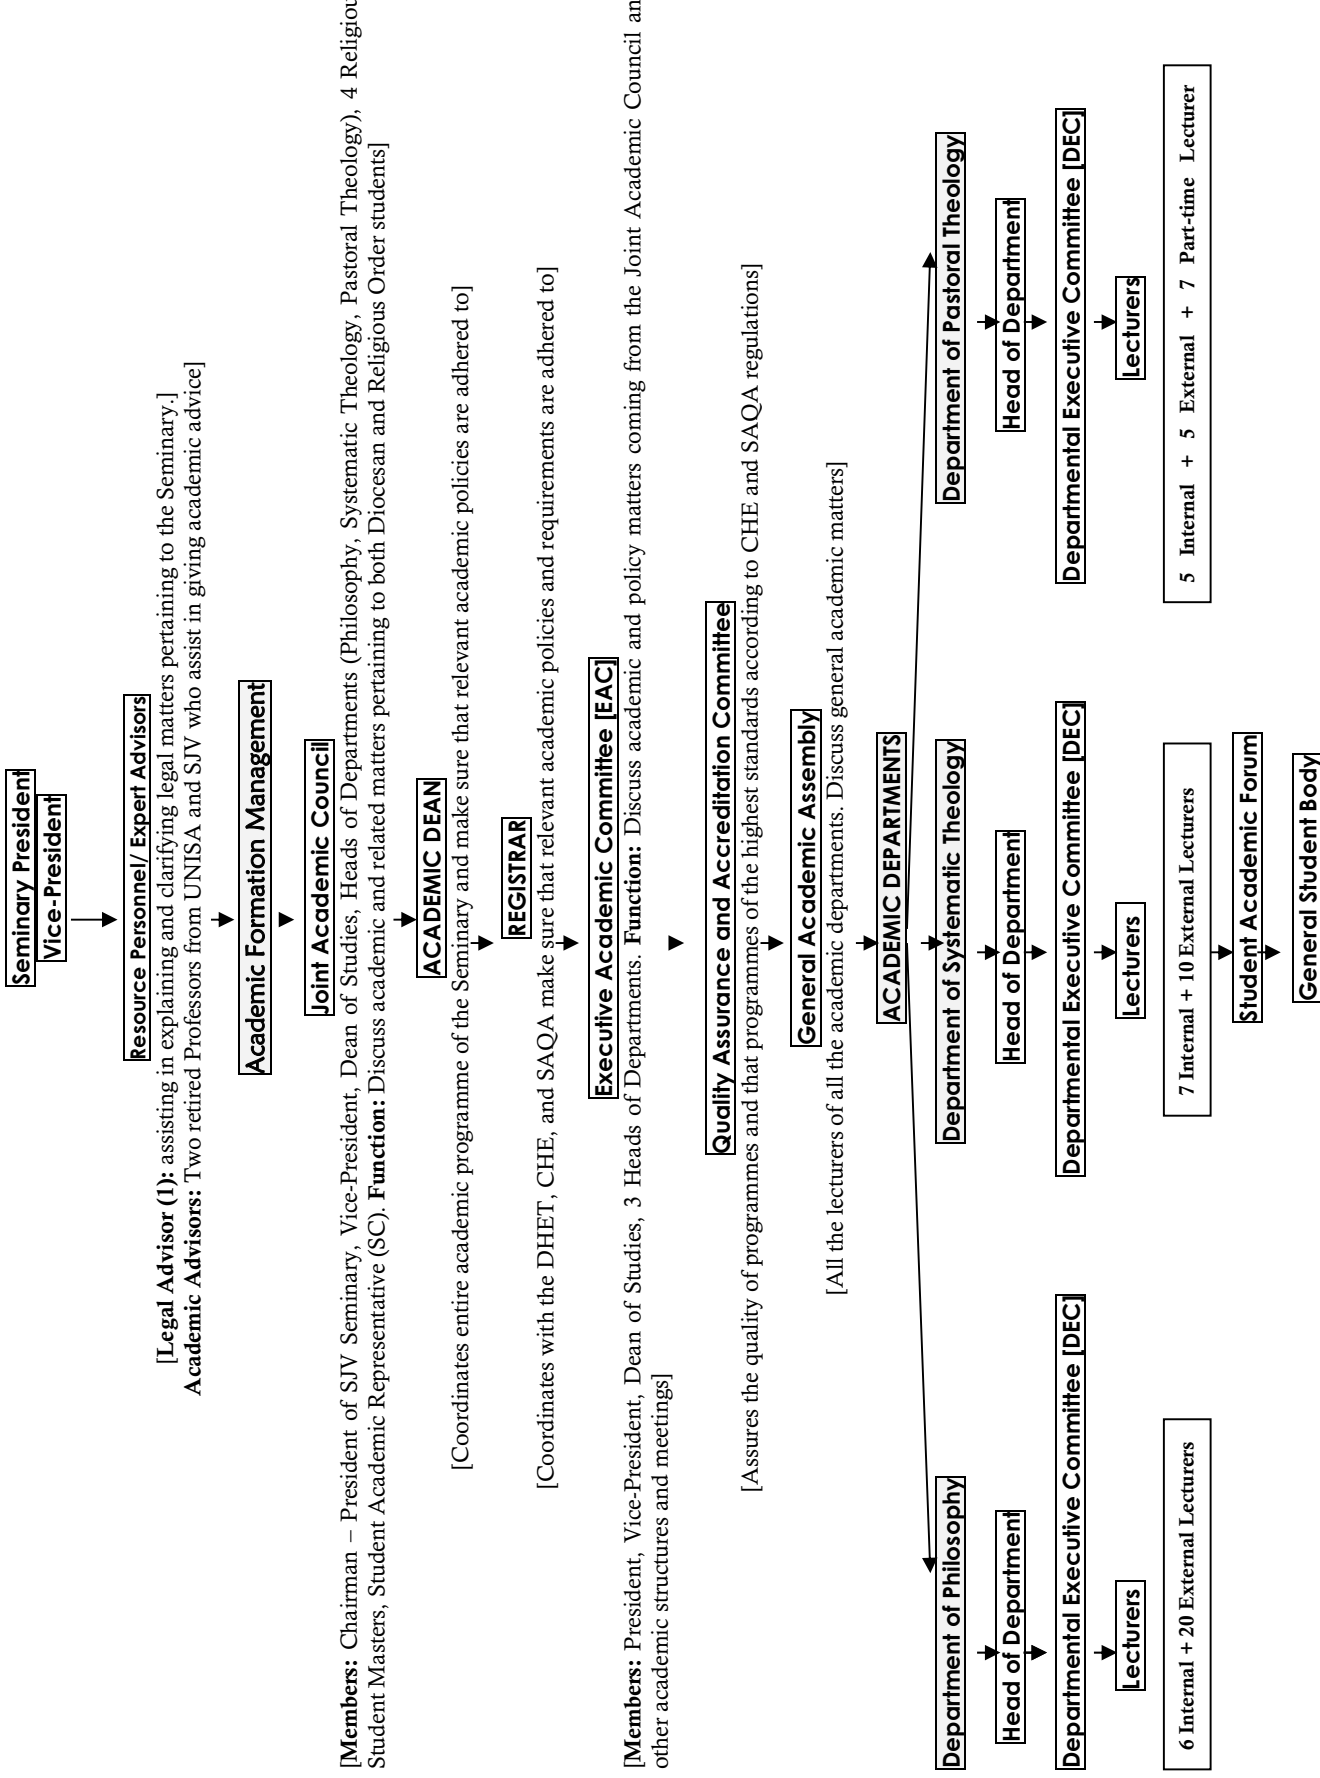 Seminary President
Vice-President
Resource Personnel/ Expert Advisors
[Legal Advisor (1): assisting in explaining and clarifying legal matters pertaining to the Seminary.]
Academic Advisors: Two retired Professors from UNISA and SJV who assist in giving academic advice]
Academic Formation Management
Joint Academic Council
[Members: Chairman – President of SJV Seminary, Vice-President, Dean of Studies, Heads of Departments (Philosophy, Systematic Theology, Pastoral Theology), 4
Student Masters, Student Academic Representative (SC). Function: Discuss academic and related matters pertaining to both Diocesan and Religious Order students]
ACADEMIC DEAN
[Coordinates entire academic programme of the Seminary and make sure that relevant academic policies are adhered to]
REGISTRAR
[Coordinates with the DHET, CHE, and SAQA make sure that relevant academic policies and requirements are adhered to]
Executive Academic Committee [EAC]
[Members: President, Vice-President, Dean of Studies, 3 Heads of Departments. Function: Discuss academic and policy matters coming from the Joint Academic Council
other academic structures and meetings]
Quality Assurance and Accreditation Committee
[Assures the quality of programmes and that programmes of the highest standards according to CHE and SAQA regulations]
General Academic Assembly
[All the lecturers of all the academic departments. Discuss general academic matters]
ACADEMIC DEPARTMENTS
Department of Philosophy
Head of Department
Departmental Executive Committee [DEC]
Lecturers
6 Internal + 20 External Lecturers
Department of Systematic Theology
Head of Department
Departmental Executive Committee [DEC]
Lecturers
7 Internal + 10 External Lecturers
Department of Pastoral Theology
Head of Department
Departmental Executive Committee [DEC]
Lecturers
5 Internal + 5 External + 7 Part-time Lecturer
Student Academic Forum
General Student Body